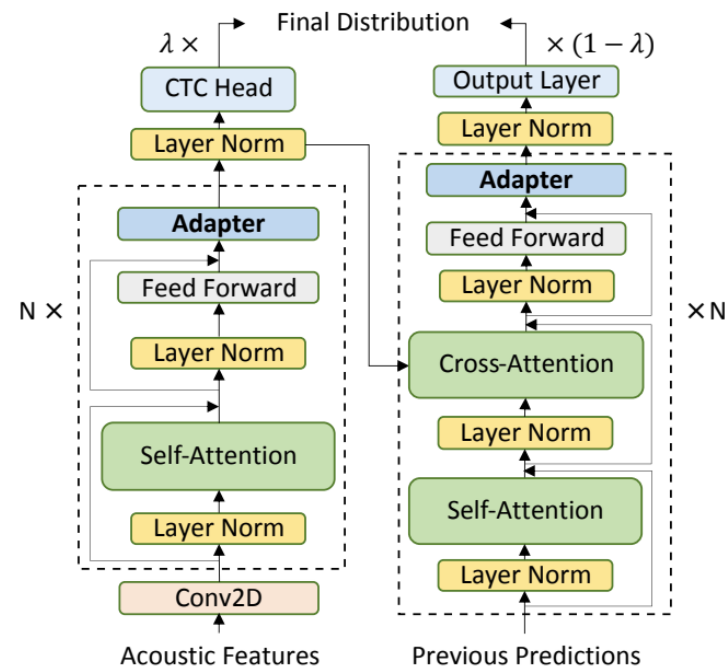 Final Distribution
λ ×
× (1 − λ)
CTC Head
Output Layer
Layer Norm
Layer Norm
Adapter
Adapter
Feed Forward
Feed Forward
Layer Norm
N ×
× N
Layer Norm
Cross-Attention
Self-Attention
Layer Norm
Self-Attention
Layer Norm
Layer Norm
Conv2D
Acoustic Features
Previous Predictions